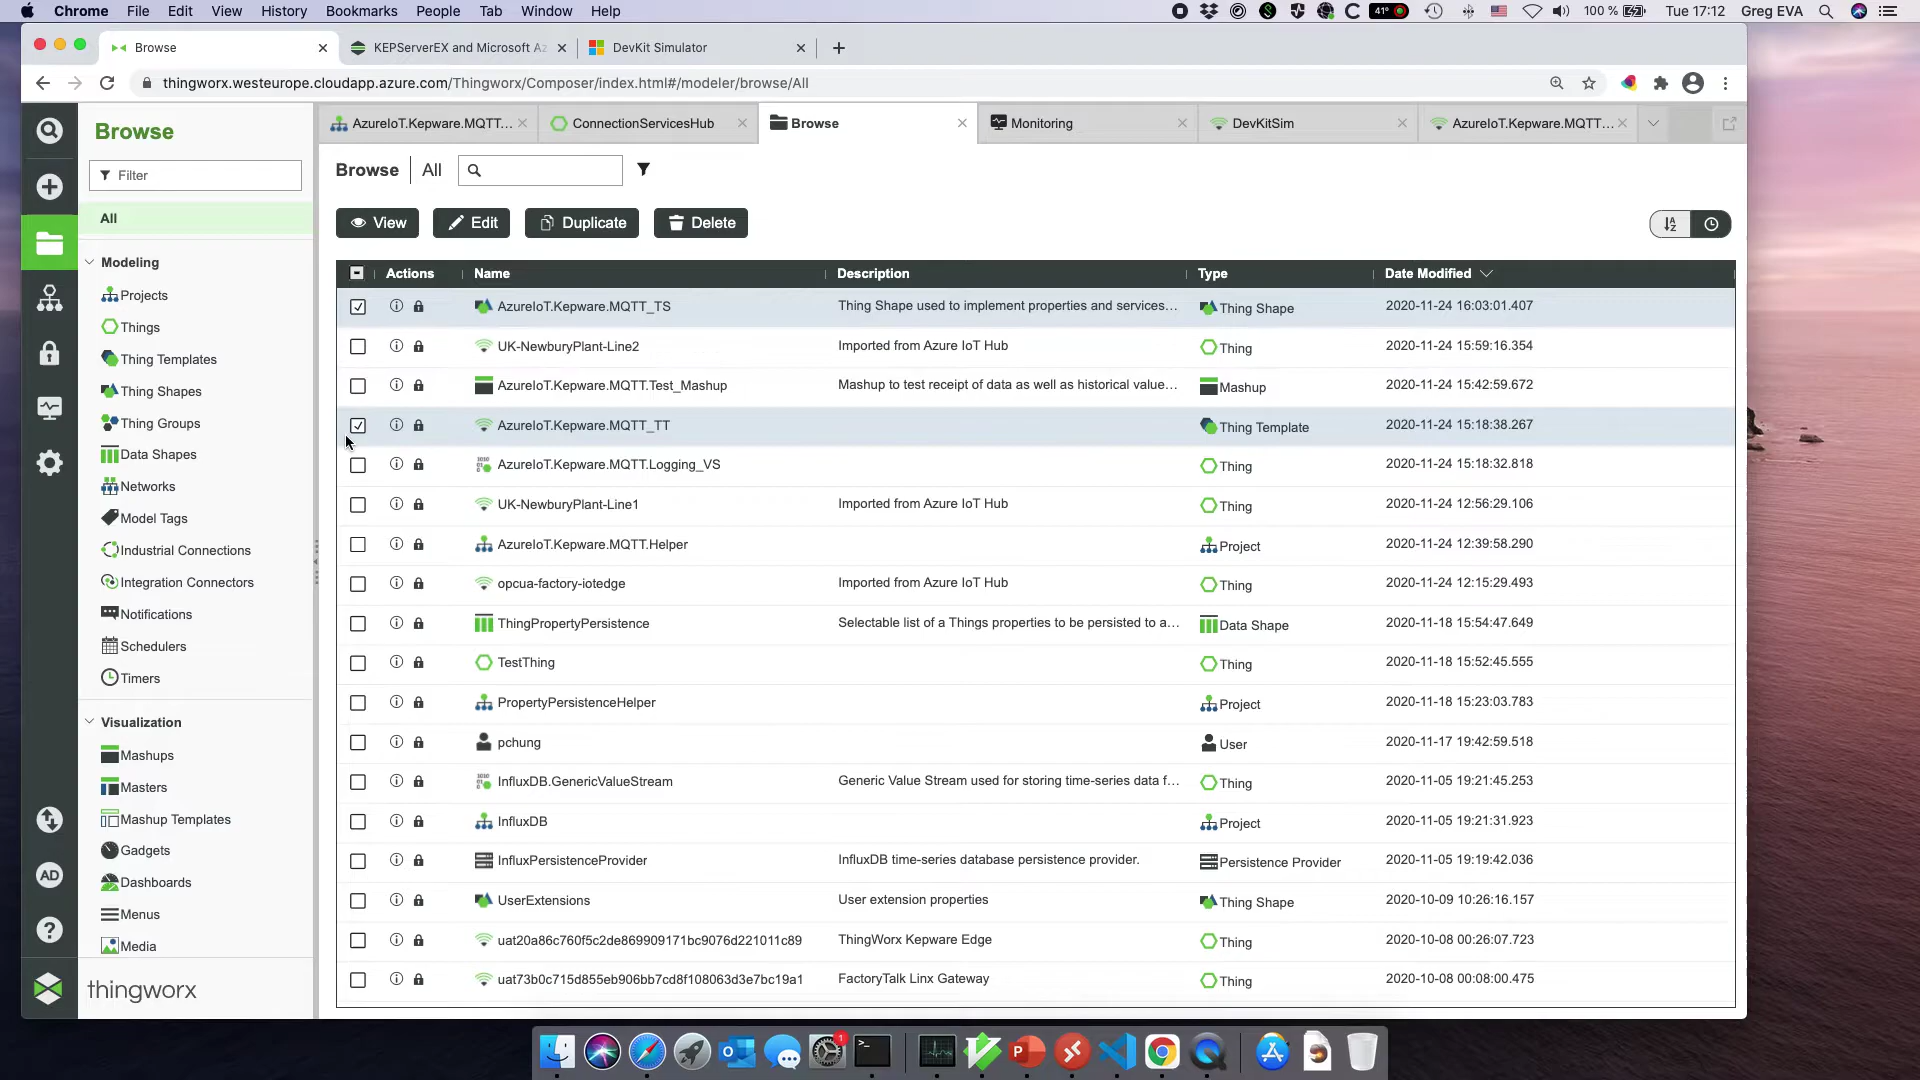 Chrome File Edit View History Bookmarks People Tab Window Help
41° 100 % Tue 17:12 Greg EVA
Browse KEPServerEX and Microsoft Az DevKit Simulator
thingworx.westeurope.cloudapp.azure.com/Thingworx/Composer/index.html#/modeler/browse/All
AzureIoT.Kepware.MQTT... ConnectionServicesHub Browse Monitoring DevKitSim AzureIoT.Kepware.MQTT...
Browse
Filter
All
Modeling
Projects
Things
Thing Templates
Thing Shapes
Thing Groups
Data Shapes
Networks
Model Tags
Industrial Connections
Integration Connectors
Notifications
Schedulers
Timers
Visualization
Mashups
Masters
Mashup Templates
Gadgets
Dashboards
Menus
Media
AD
?
thingworx
Browse All
View Edit Duplicate Delete
Actions Name Description Type Date Modified
AzureIoT.Kepware.MQTT_TS Thing Shape used to implement properties and services... Thing Shape 2020-11-24 16:03:01.407
UK-NewburyPlant-Line2 Imported from Azure IoT Hub Thing 2020-11-24 15:59:16.354
AzureIoT.Kepware.MQTT.Test_Mashup Mashup to test receipt of data as well as historical value... Mashup 2020-11-24 15:42:59.672
AzureIoT.Kepware.MQTT_TT Thing Template 2020-11-24 15:18:38.267
AzureIoT.Kepware.MQTT.Logging_VS Thing 2020-11-24 15:18:32.818
UK-NewburyPlant-Line1 Imported from Azure IoT Hub Thing 2020-11-24 12:56:29.106
AzureIoT.Kepware.MQTT.Helper Project 2020-11-24 12:39:58.290
opcua-factory-iotedge Imported from Azure IoT Hub Thing 2020-11-24 12:15:29.493
ThingPropertyPersistence Selectable list of a Things properties to be persisted to a... Data Shape 2020-11-18 15:54:47.649
TestThing Thing 2020-11-18 15:52:45.555
PropertyPersistenceHelper Project 2020-11-18 15:23:03.783
pchung User 2020-11-17 19:42:59.518
InfluxDB.GenericValueStream Generic Value Stream used for storing time-series data f... Thing 2020-11-05 19:21:45.253
InfluxDB Project 2020-11-05 19:21:31.923
InfluxPersistenceProvider InfluxDB time-series database persistence provider. Persistence Provider 2020-11-05 19:19:42.036
UserExtensions User extension properties Thing Shape 2020-10-09 10:26:16.157
uat20a86c760f5c2de869909171bc9076d221011c89 ThingWorx Kepware Edge Thing 2020-10-08 00:26:07.723
uat73b0c715d855eb906bb7cd8f108063d3e7bc19a1 FactoryTalk Linx Gateway Thing 2020-10-08 00:08:00.475